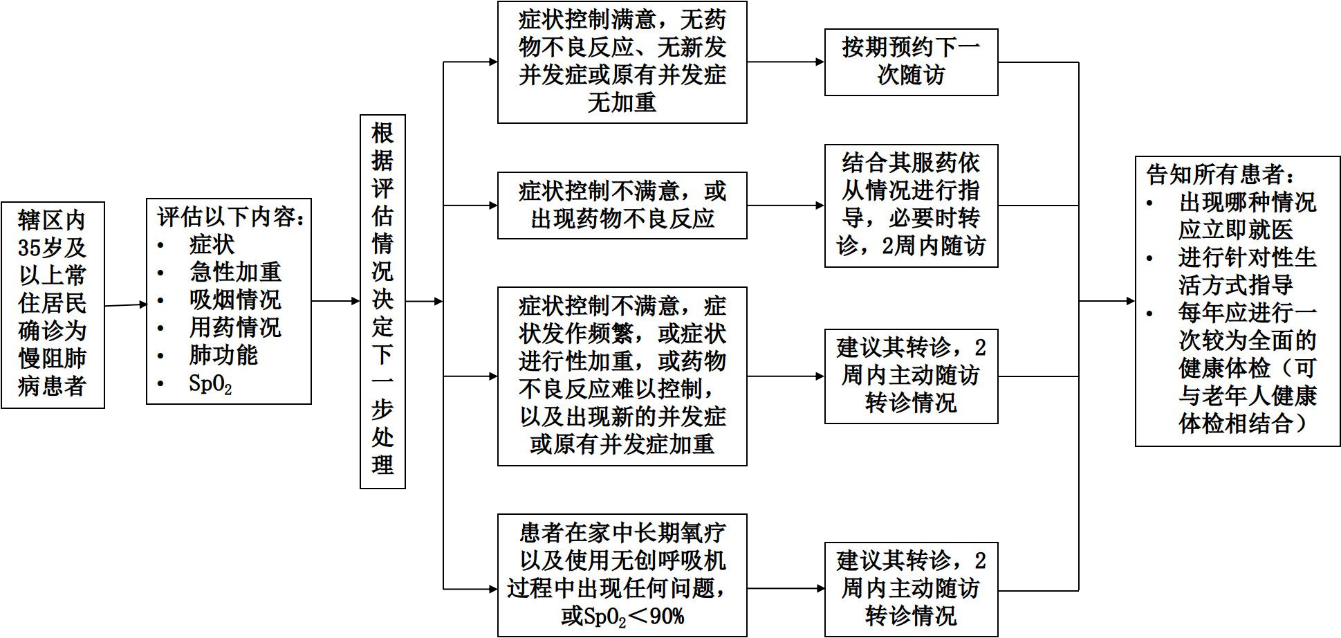 辖区内
35岁及
以上常
住居民
确诊为
慢阻肺
病患者
评估以下内容：
• 症状
• 急性加重
• 吸烟情况
• 用药情况
• 肺功能
• SpO₂
根
据
评
估
情
况
决
定
下
一
步
处
理
症状控制满意，无药
物不良反应、无新发
并发症或原有并发症
无加重
按期预约下一
次随访
症状控制不满意，或
出现药物不良反应
结合其服药依
从情况进行指
导，必要时转
诊，2周内随访
症状控制不满意，症
状发作频繁，或症状
进行性加重，或药物
不良反应难以控制，
以及出现新的并发症
或原有并发症加重
建议其转诊，2
周内主动随访
转诊情况
患者在家中长期氧疗
以及使用无创呼吸机
过程中出现任何问题，
或SpO₂＜90%
建议其转诊，2
周内主动随访
转诊情况
告知所有患者：
• 出现哪种情况
应立即就医
• 进行针对性生
活方式指导
• 每年应进行一
次较为全面的
健康体检（可
与老年人健康
体检相结合）